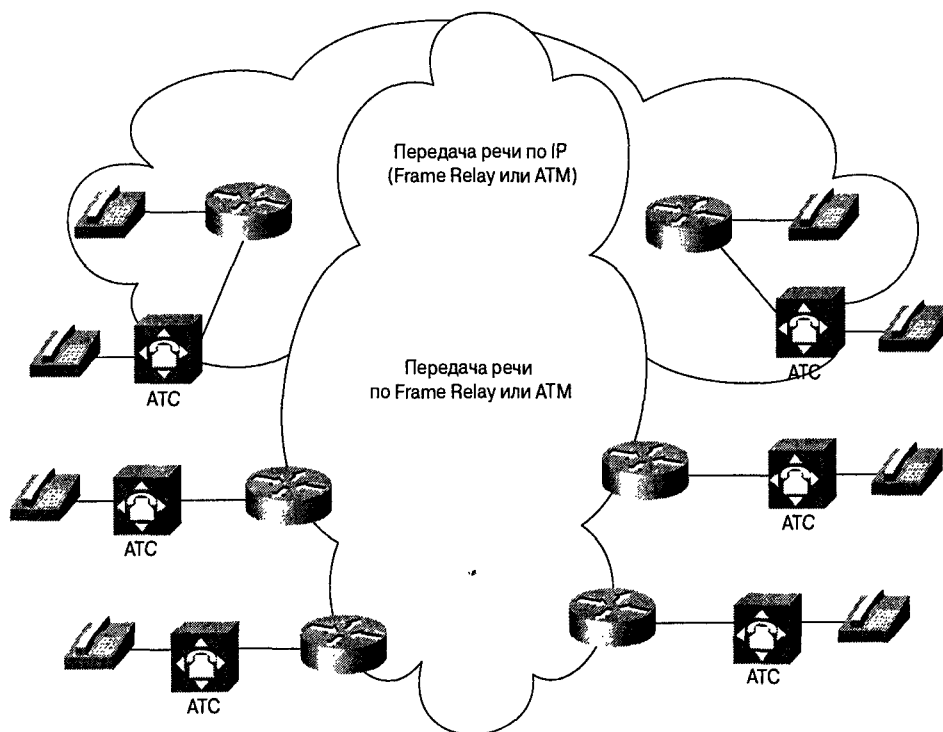 Передача речи по IP
(Frame Relay или ATM)
АТС
АТС
Передача речи
по Frame Relay или ATM
АТС
АТС
АТС
АТС